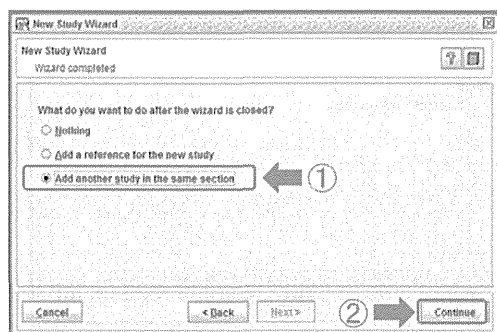 New Study Wizard
New Study Wizard
Wizard completed
What do you want to do after the wizard is closed?
Nothing
Add a reference for the new study
Add another study in the same section
①
Cancel
< Back
Next >
②
Continue